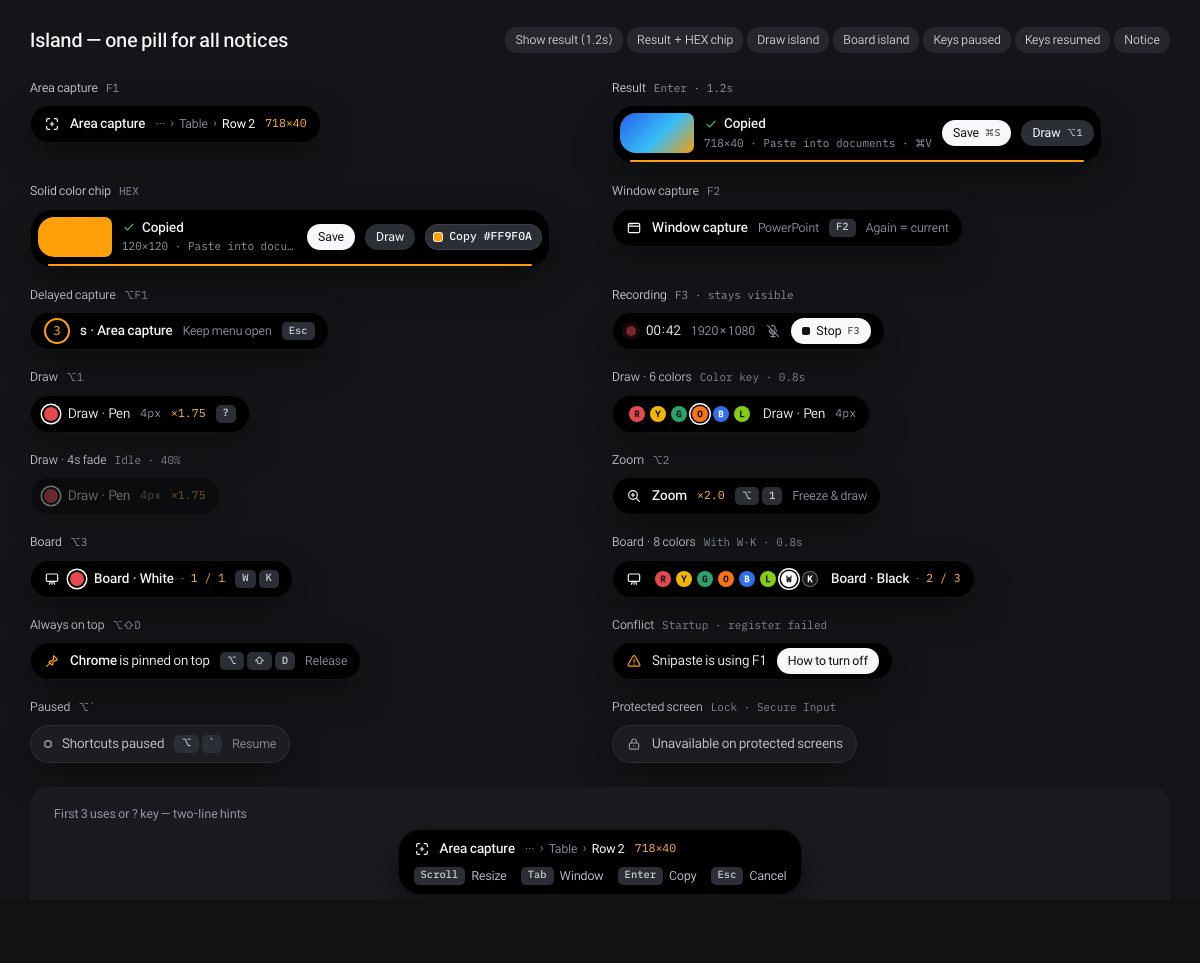 Island — one pill for all notices
Show result (1.2s) Result + HEX chip Draw island Board island Keys paused Keys resumed Notice
Area capture F1
Area capture ··· › Table › Row 2 718×40
Result Enter · 1.2s
Copied
718×40 · Paste into documents · ⌘V
Save ⌘S Draw ⌥1
Solid color chip HEX
Copied
120×120 · Paste into docu…
Save Draw Copy #FF9F0A
Window capture F2
Window capture PowerPoint F2 Again = current
Delayed capture ⌥F1
3 s · Area capture Keep menu open Esc
Recording F3 · stays visible
00:42 1920×1080 Stop F3
Draw ⌥1
Draw · Pen 4px ×1.75 ?
Draw · 6 colors Color key · 0.8s
R Y G O B L Draw · Pen 4px
Draw · 4s fade Idle · 40%
Draw · Pen 4px ×1.75
Zoom ⌥2
Zoom ×2.0 ⌥ 1 Freeze & draw
Board ⌥3
Board · White · 1 / 1 W K
Board · 8 colors With W·K · 0.8s
R Y G O B L W K Board · Black · 2 / 3
Always on top ⌥⇧D
Chrome is pinned on top ⌥ ⇧ D Release
Conflict Startup · register failed
Snipaste is using F1 How to turn off
Paused ⌥`
Shortcuts paused ⌥ ` Resume
Protected screen Lock · Secure Input
Unavailable on protected screens
First 3 uses or ? key — two-line hints
Area capture ··· › Table › Row 2 718×40
Scroll Resize Tab Window Enter Copy Esc Cancel